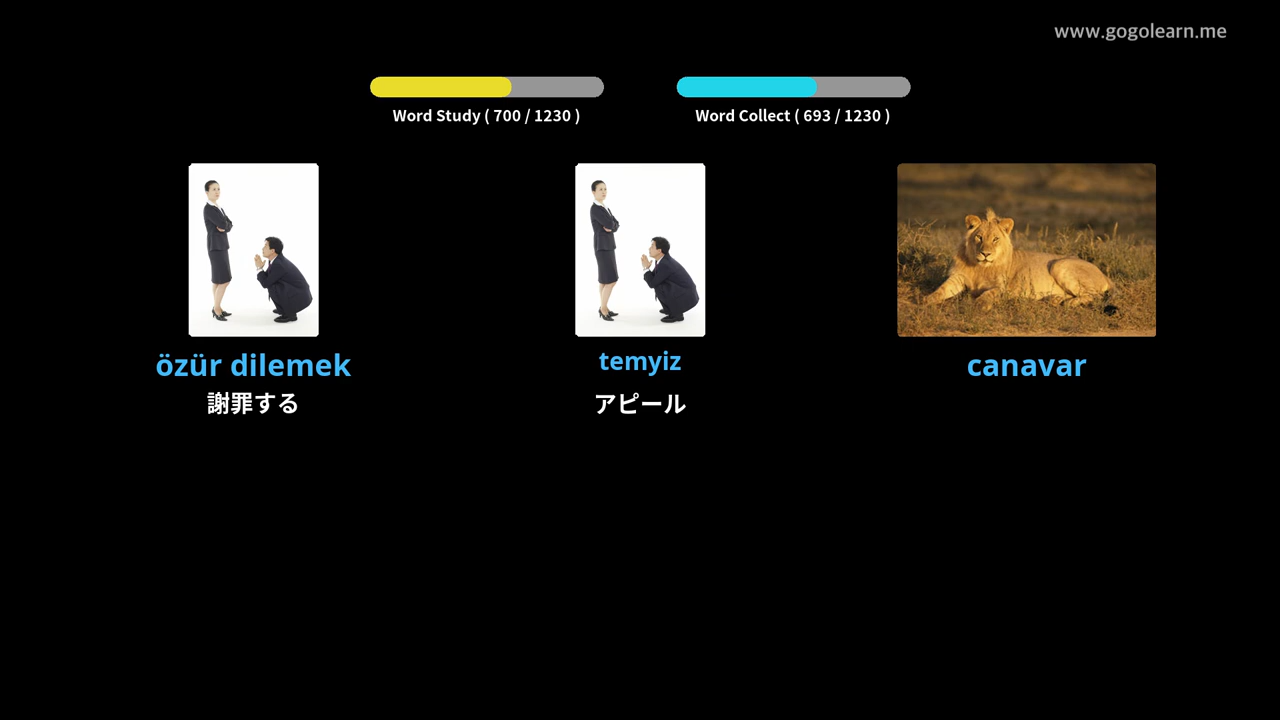 www.gogolearn.me
Word Study ( 700 / 1230 )
Word Collect ( 693 / 1230 )
özür dilemek
謝罪する
temyiz
アピール
canavar